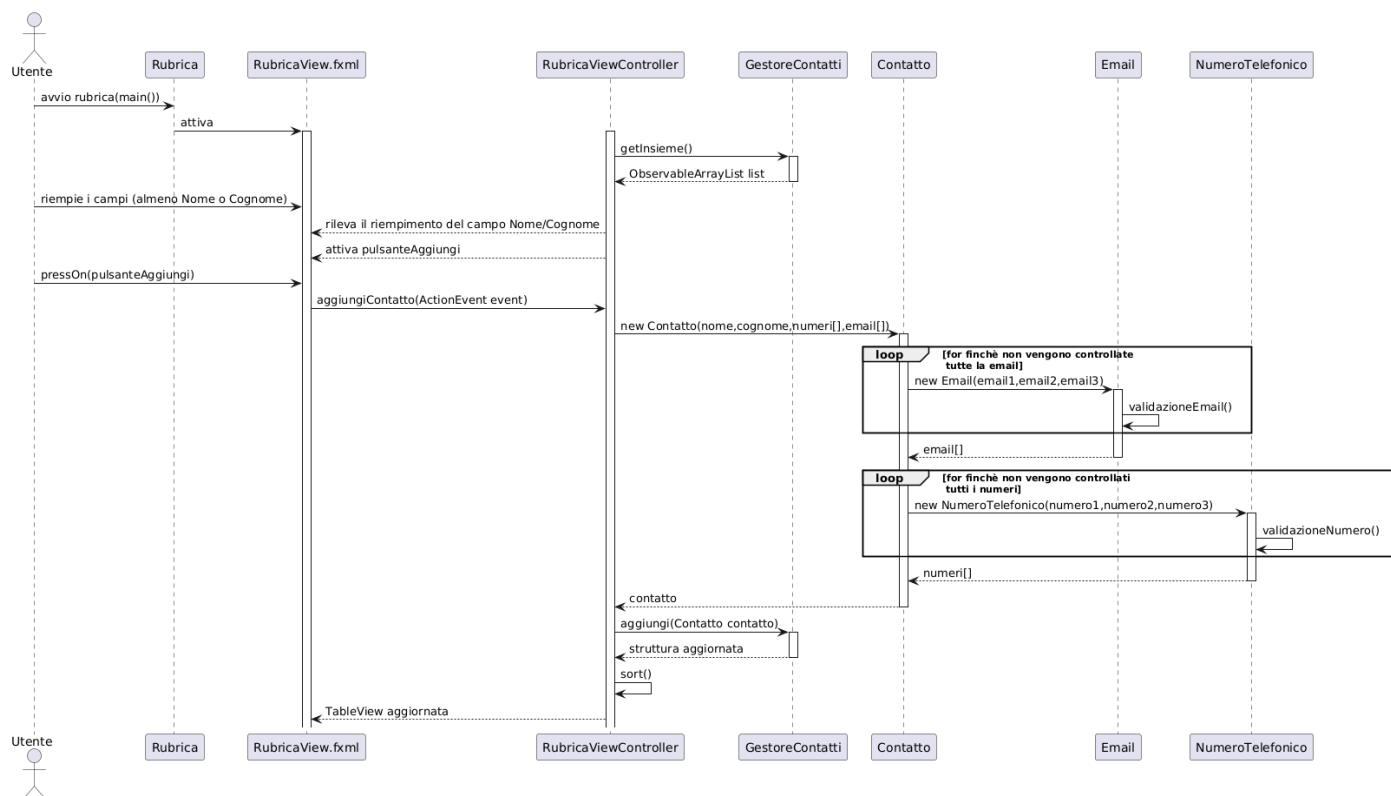 Utente
Rubrica
RubricaView.fxml
RubricaViewController
GestoreContatti
Contatto
Email
NumeroTelefonico
avvio rubrica(main())
attiva
getInsieme()
ObservableArrayList list
riempie i campi (almeno Nome o Cognome)
rileva il riempimento del campo Nome/Cognome
attiva pulsanteAggiungi
pressOn(pulsanteAggiungi)
aggiungiContatto(ActionEvent event)
new Contatto(nome,cognome,numeri[],email[])
loop
[for finchè non vengono controllate
tutte la email]
new Email(email1,email2,email3)
validazioneEmail()
email[]
loop
[for finchè non vengono controllati
tutti i numeri]
new NumeroTelefonico(numero1,numero2,numero3)
validazioneNumero()
numeri[]
contatto
aggiungi(Contatto contatto)
struttura aggiornata
sort()
TableView aggiornata
Utente
Rubrica
RubricaView.fxml
RubricaViewController
GestoreContatti
Contatto
Email
NumeroTelefonico